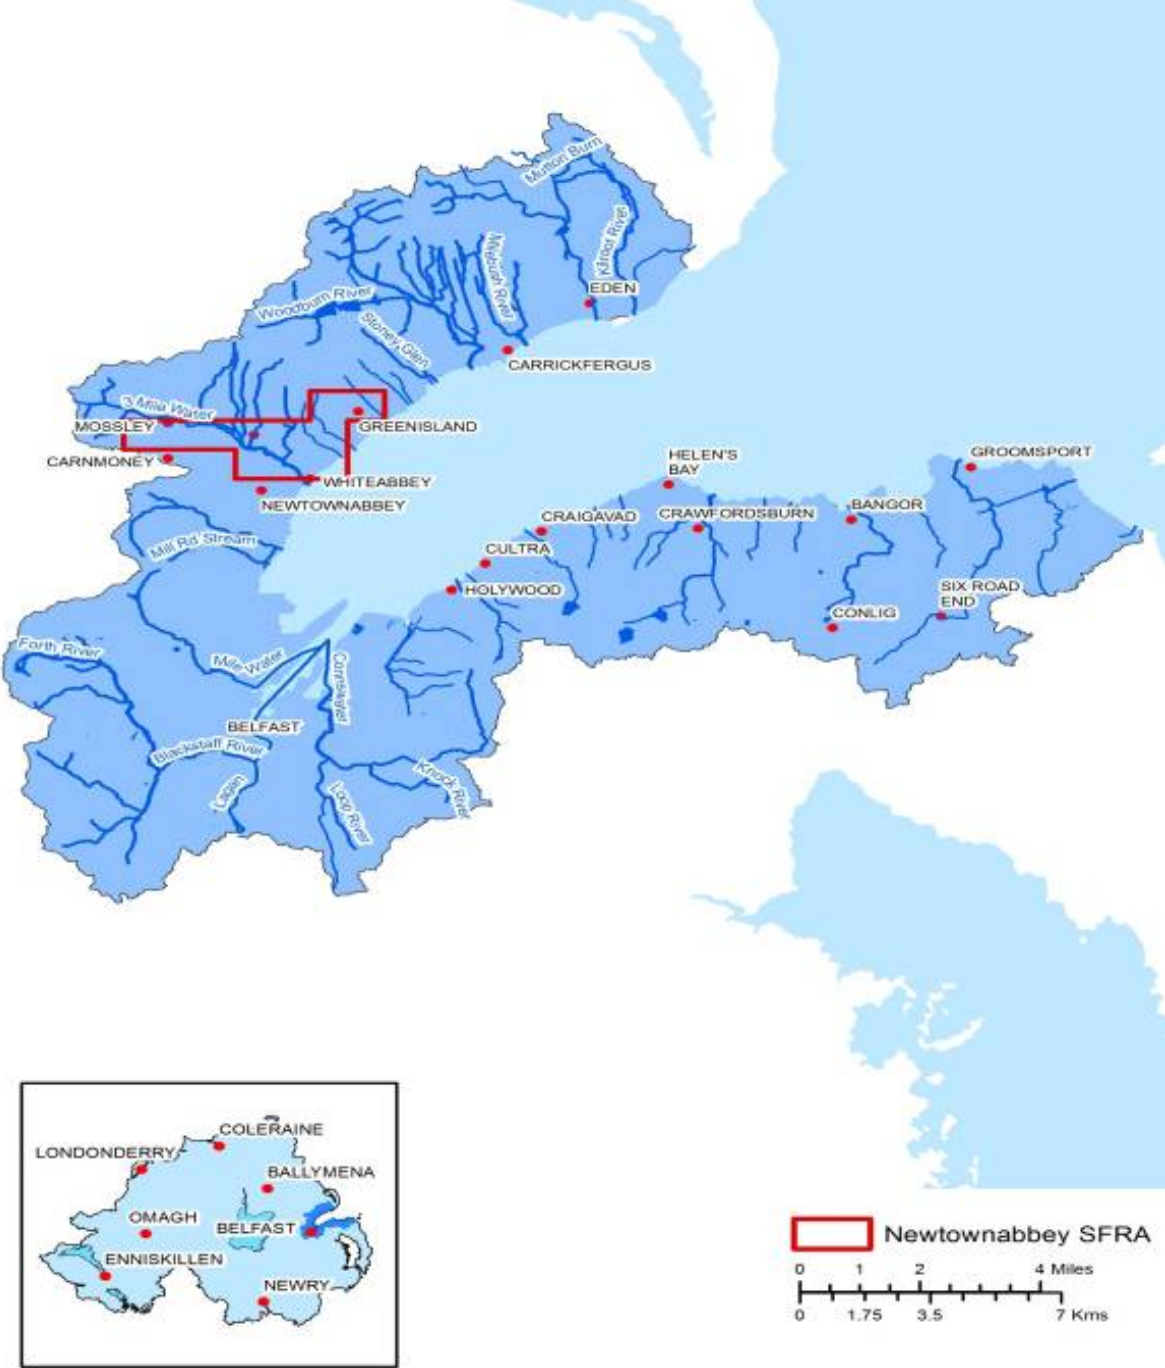 Mutton Burn
Kilroot River
Milebush River
EDEN
Woodburn River
Stoney Glen
CARRICKFERGUS
3 Mile Water
MOSSLEY
GREENISLAND
CARNMONEY
WHITEABBEY
NEWTOWNABBEY
HELEN'S
BAY
GROOMSPORT
CRAIGAVAD
CRAWFORDSBURN
BANGOR
Mill Rd Stream
CULTRA
HOLYWOOD
SIX ROAD
END
CONLIG
Forth River
Mile-Water
Connswater
BELFAST
Blackstaff River
Lagan
Loop River
Knock River
COLERAINE
LONDONDERRY
BALLYMENA
OMAGH
BELFAST
ENNISKILLEN
NEWRY
Newtownabbey SFRA
0 1 2 4 Miles
0 1.75 3.5 7 Kms